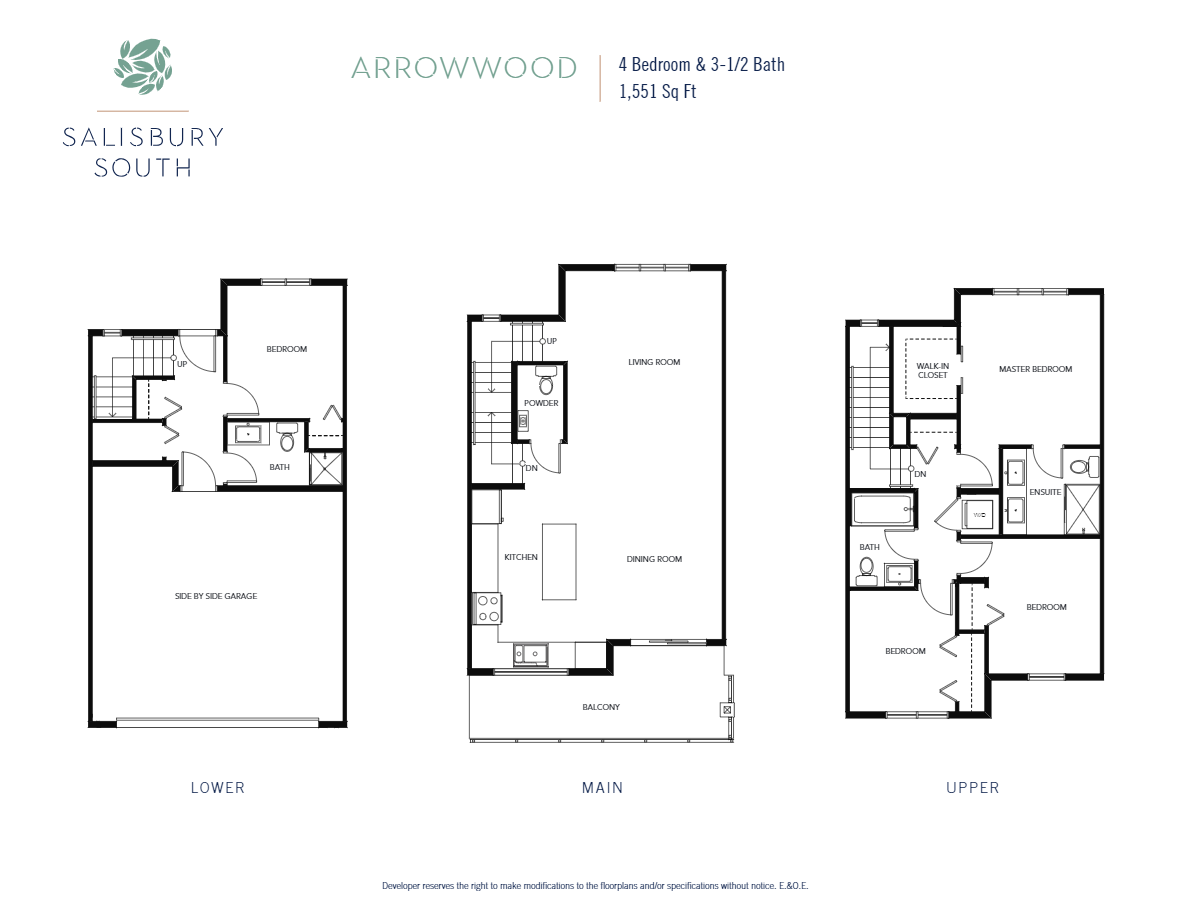 SALISBURY
SOUTH
ARROWWOOD
4 Bedroom & 3-1/2 Bath
1,551 Sq Ft
BEDROOM
UP
BATH
SIDE BY SIDE GARAGE
LOWER
UP
LIVING ROOM
POWDER
DN
KITCHEN
DINING ROOM
BALCONY
MAIN
WALK-IN
CLOSET
MASTER BEDROOM
DN
ENSUITE
W/D
BATH
BEDROOM
BEDROOM
UPPER
Developer reserves the right to make modifications to the floorplans and/or specifications without notice. E.&O.E.